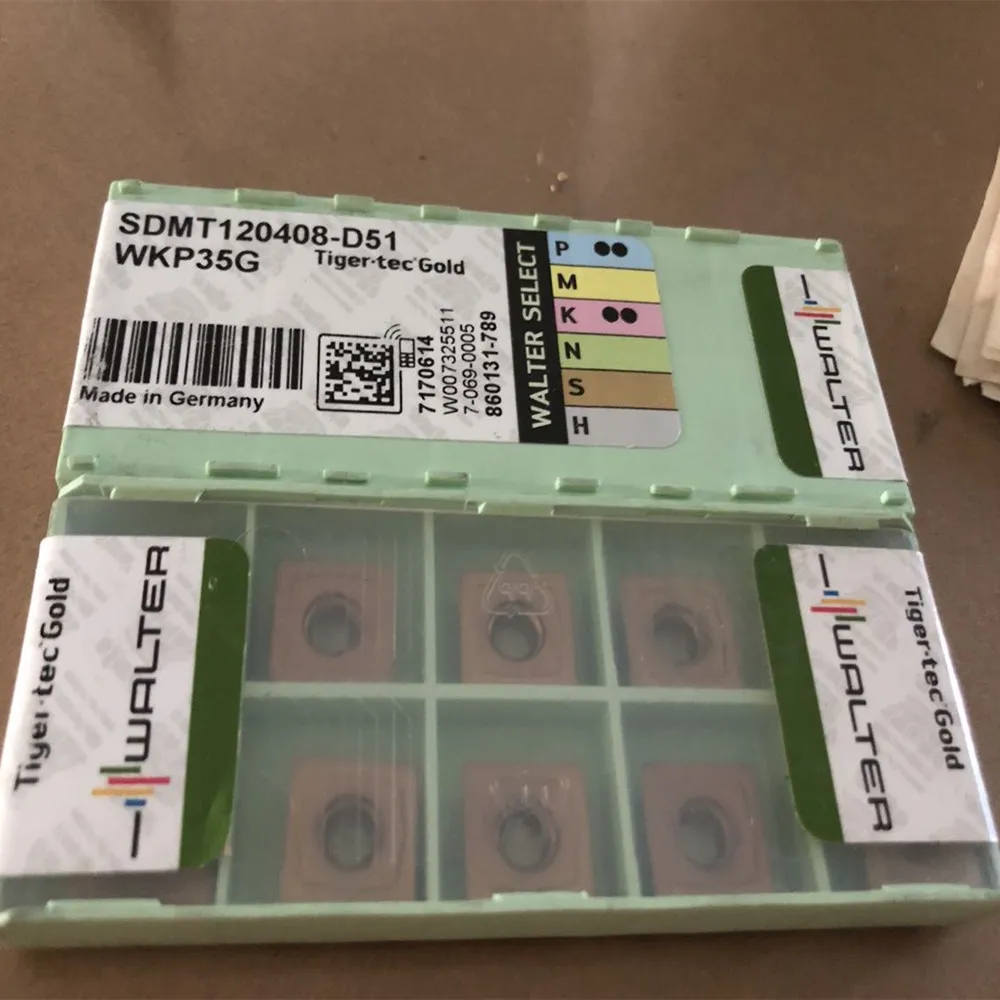 SDMT120408-D51
WKP35G
Tiger·tec®Gold
Made in Germany
7170614
W007325511
7-069-0005
8601131-789
WALTER SELECT
P
M
K
N
S
H
WALTER
Tiger·tec®Gold
WALTER
WALTER
Tiger·tec®Gold